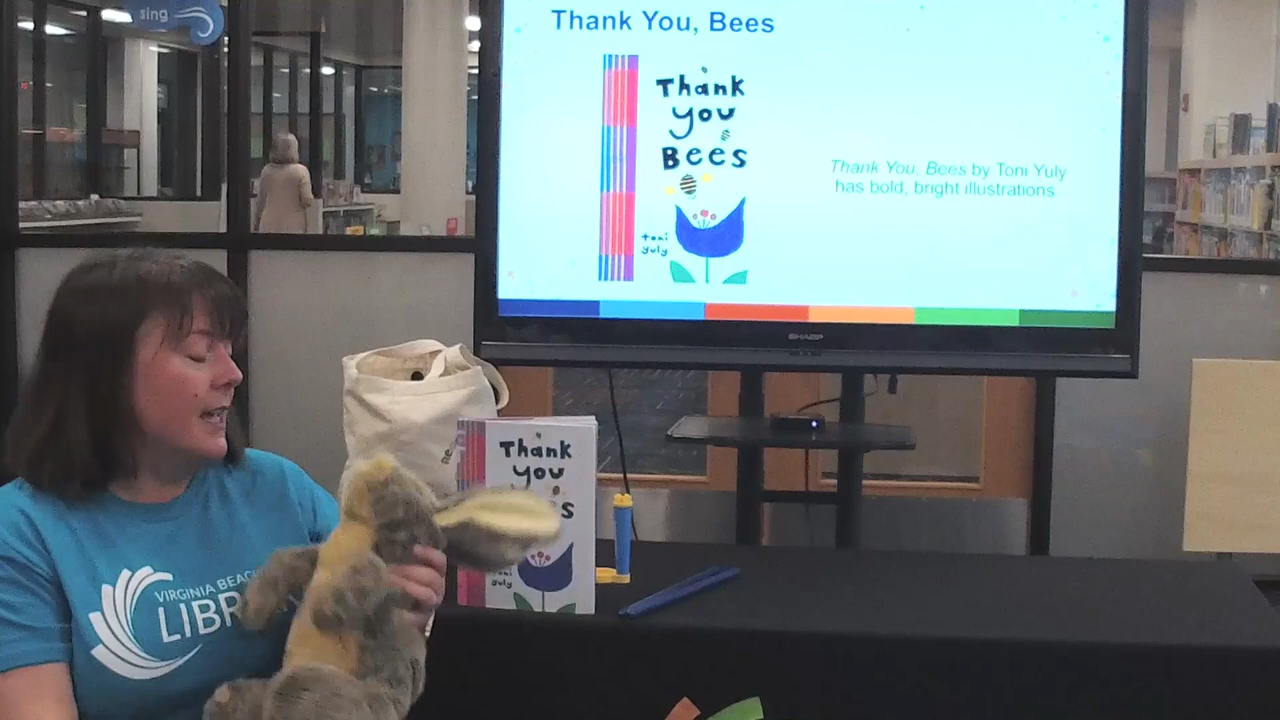 sing
Thank You, Bees
Thank
you
Bees
toni
yuly
Thank You, Bees by Toni Yuly
has bold, bright illustrations
SHARP
Re
Thank
you
s
toni
yuly
VIRGINIA BEACH
LIBR